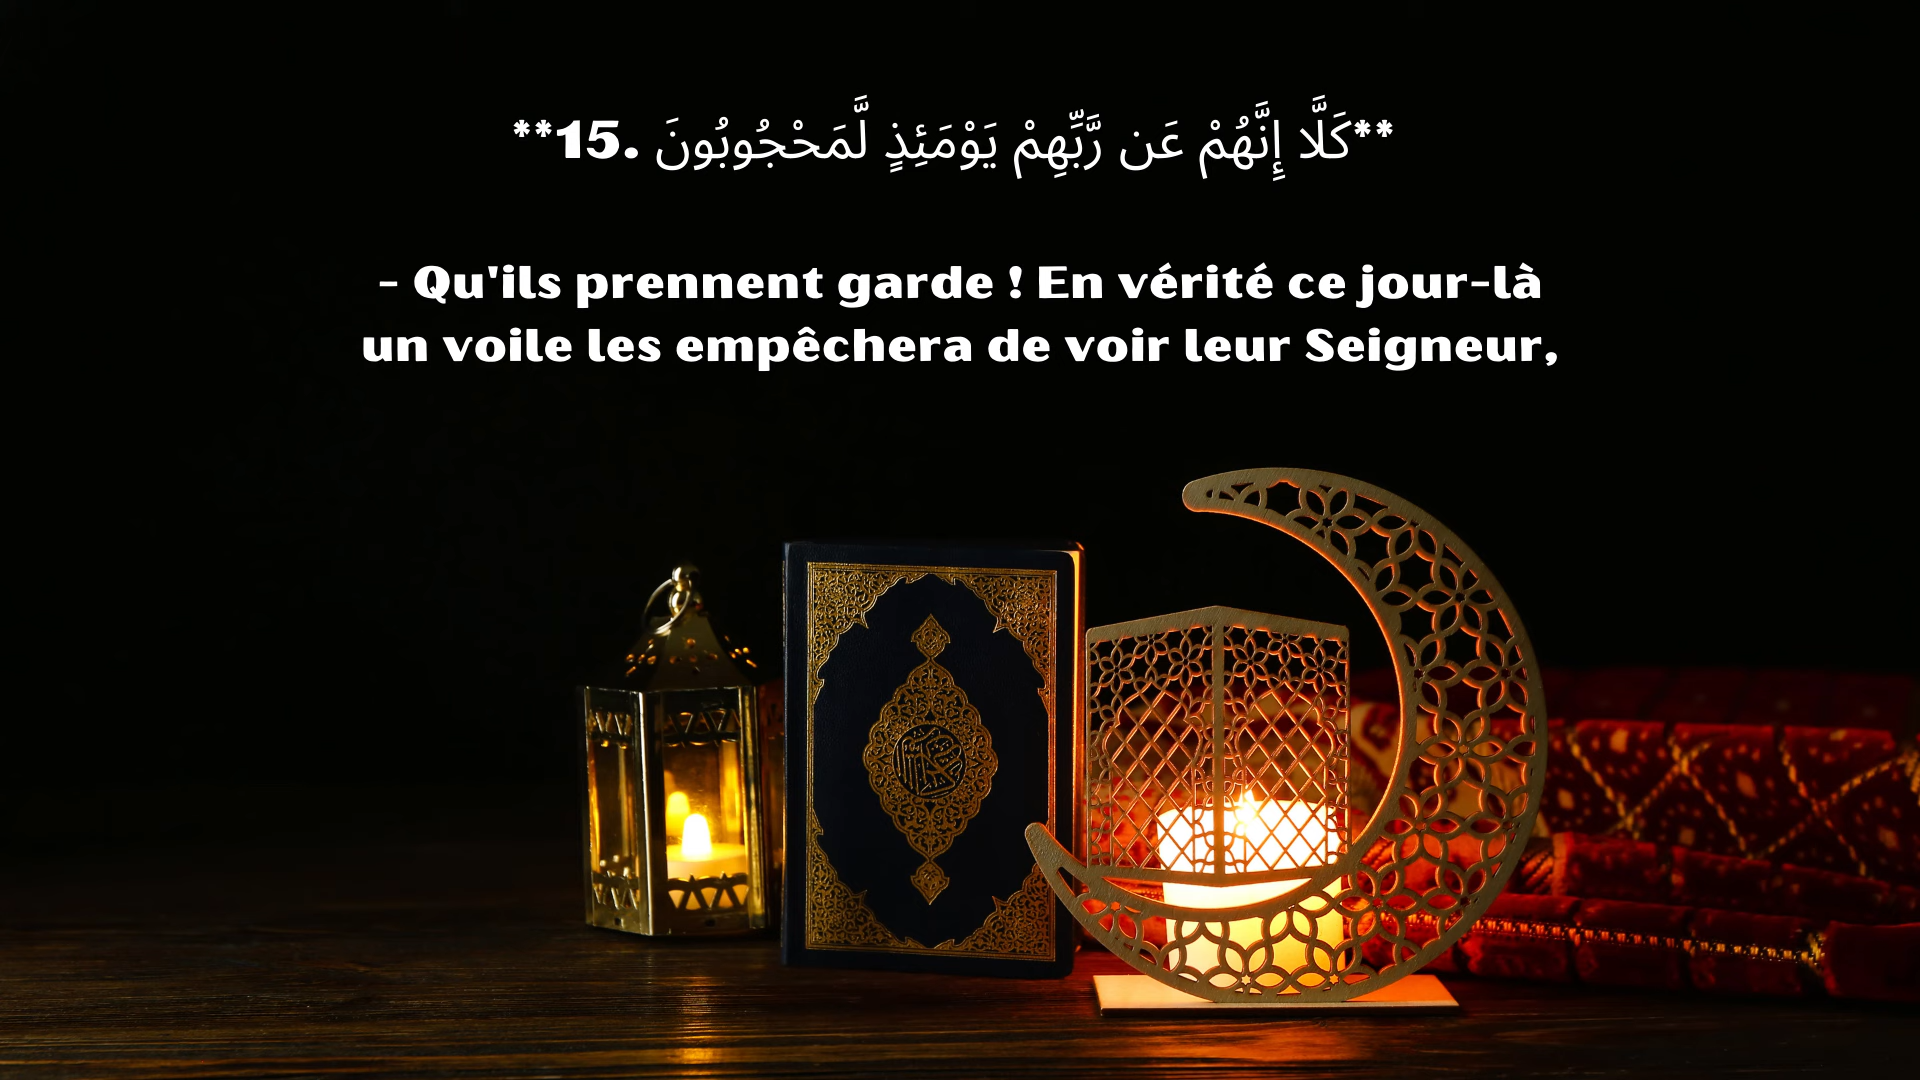 **15. كَلَّا إِنَّهُمْ عَن رَّبِّهِمْ يَوْمَئِذٍ لَّمَحْجُوبُونَ**
- Qu'ils prennent garde ! En vérité ce jour-là
un voile les empêchera de voir leur Seigneur,